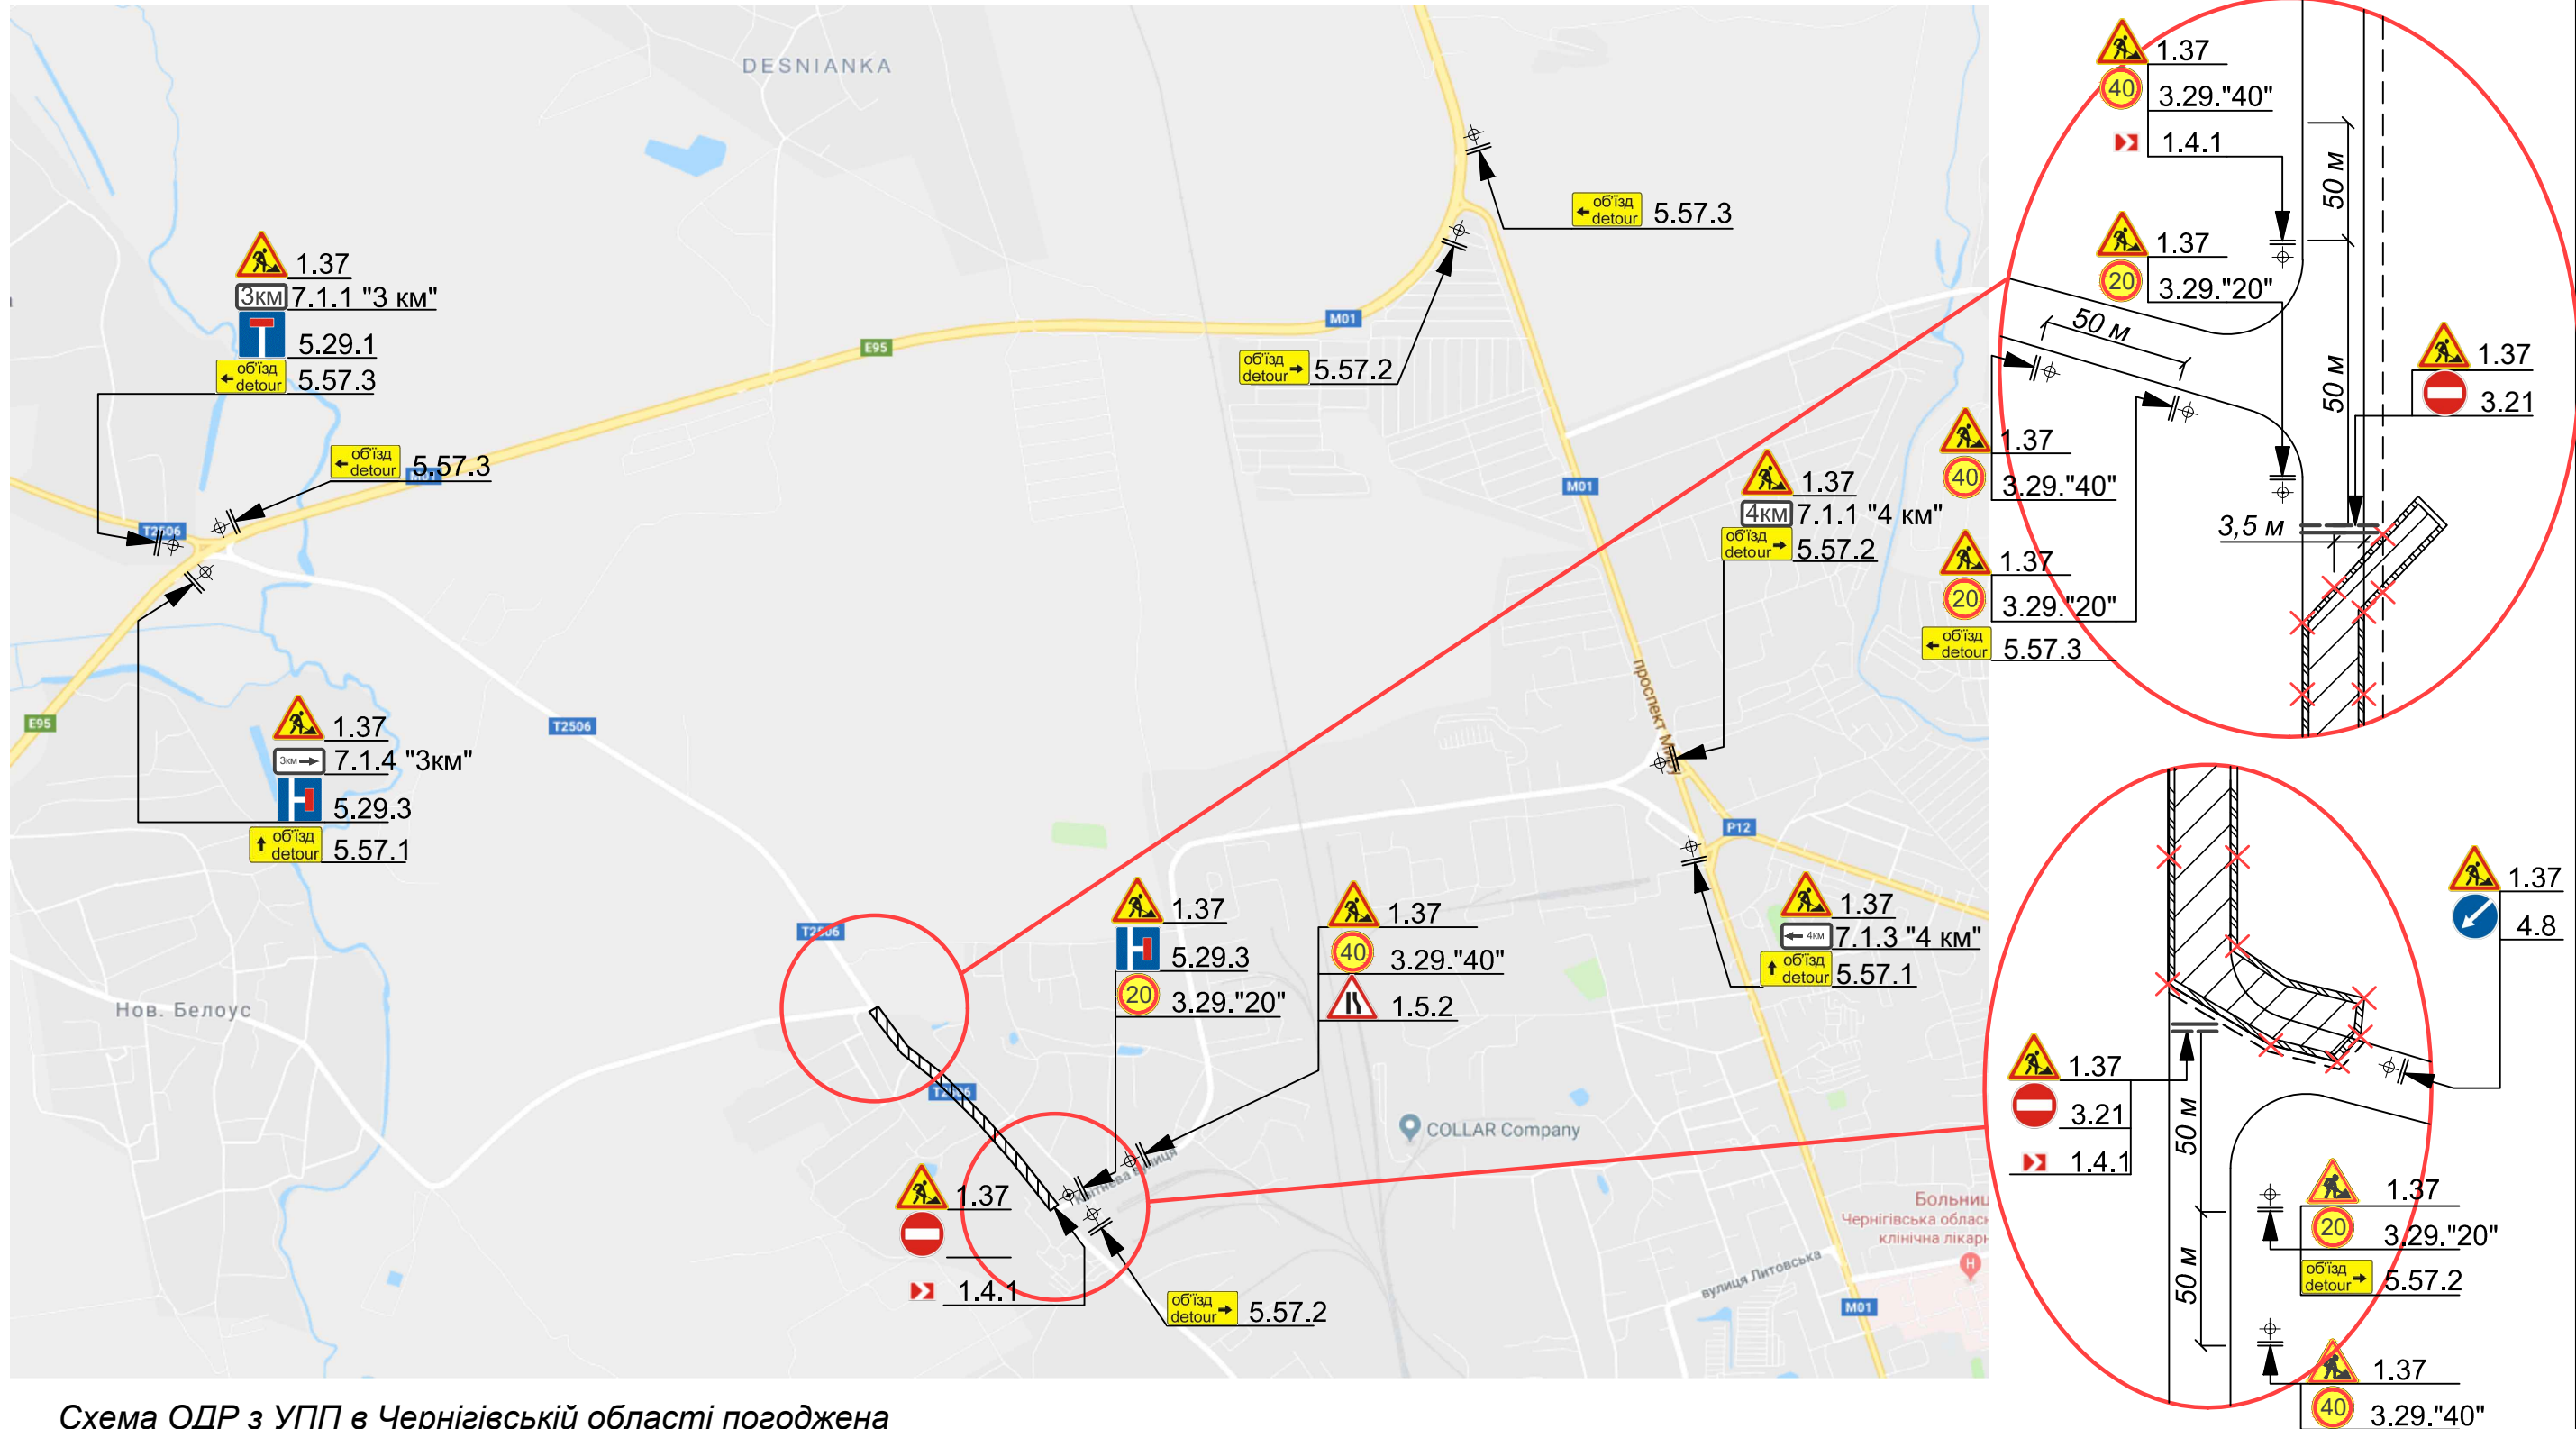 DESNIANKA
1.37
3км 7.1.1 "3 км"
5.29.1
об'їзд
detour 5.57.3
об'їзд
detour 5.57.3
M01
T2506
E95
1.37
3км 7.1.4 "3км"
5.29.3
об'їзд
detour 5.57.1
T2506
E95
M01
об'їзд
detour 5.57.3
об'їзд
detour 5.57.2
M01
1.37
4км 7.1.1 "4 км"
об'їзд
detour 5.57.2
проспект Миру
P12
1.37
4км 7.1.3 "4 км"
об'їзд
detour 5.57.1
T2506
1.37
5.29.3
20 3.29."20"
1.37
40 3.29."40"
1.5.2
Нов. Белоус
T2506
COLLAR Company
Квітнева вулиця
1.37
1.4.1
об'їзд
detour 5.57.2
вулиця Литовська
Больниц
Чернігівська облас
клінічна лікар
H
M01
1.37
40 3.29."40"
1.4.1
50 м
1.37
20 3.29."20"
50 м
50 м
1.37
3.21
1.37
40 3.29."40"
3,5 м
1.37
20 3.29."20"
об'їзд
detour 5.57.3
1.37
4.8
1.37
3.21
1.4.1
50 м
50 м
1.37
20 3.29."20"
об'їзд
detour 5.57.2
1.37
40 3.29."40"
Схема ОДР з УПП в Чернігівській області погоджена